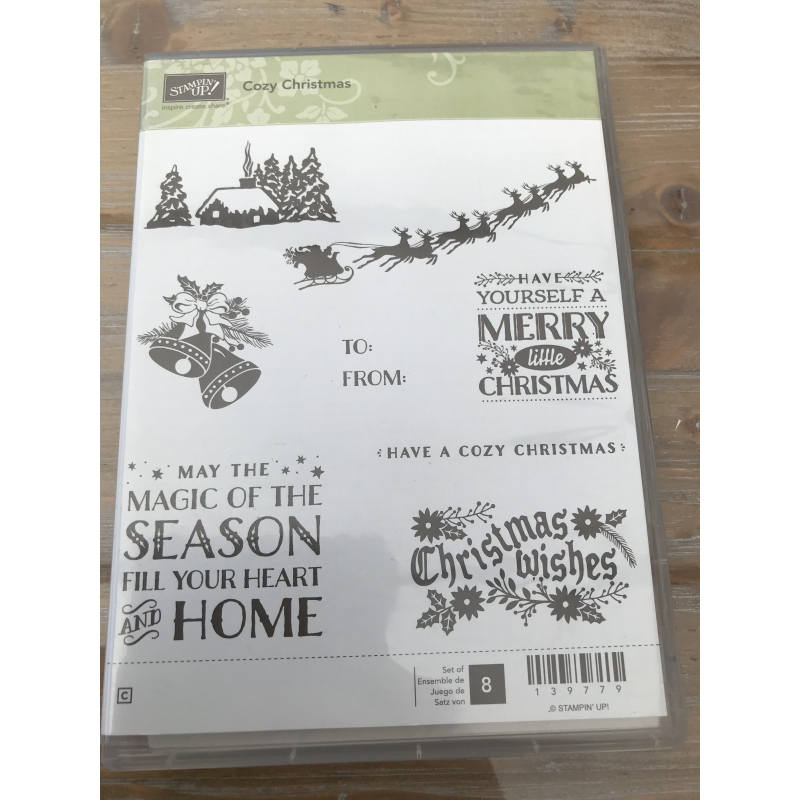 STAMPIN' UP!
inspire.create.share
Cozy Christmas
HAVE
YOURSELF A
MERRY
little
CHRISTMAS
TO:
FROM:
HAVE A COZY CHRISTMAS
MAY THE
MAGIC OF THE
SEASON
FILL YOUR HEART
AND HOME
Christmas
Wishes
Set of
Ensemble de
Juego de
Satz von
8
139779
© STAMPIN' UP!
C